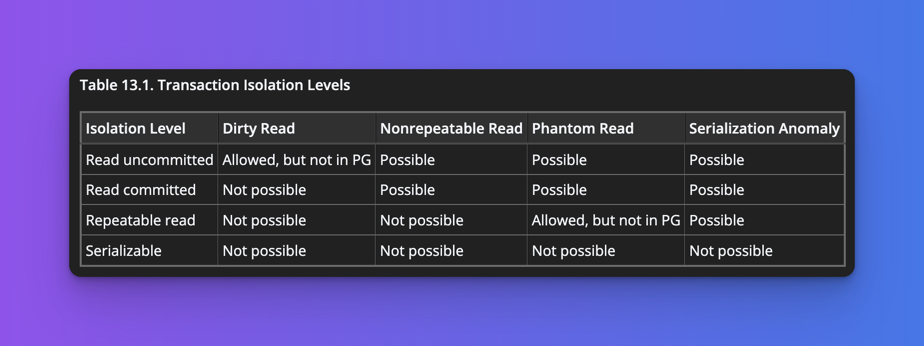 Table 13.1. Transaction Isolation Levels
Isolation Level Dirty Read Nonrepeatable Read Phantom Read Serialization Anomaly
Read uncommitted Allowed, but not in PG Possible Possible Possible
Read committed Not possible Possible Possible Possible
Repeatable read Not possible Not possible Allowed, but not in PG Possible
Serializable Not possible Not possible Not possible Not possible